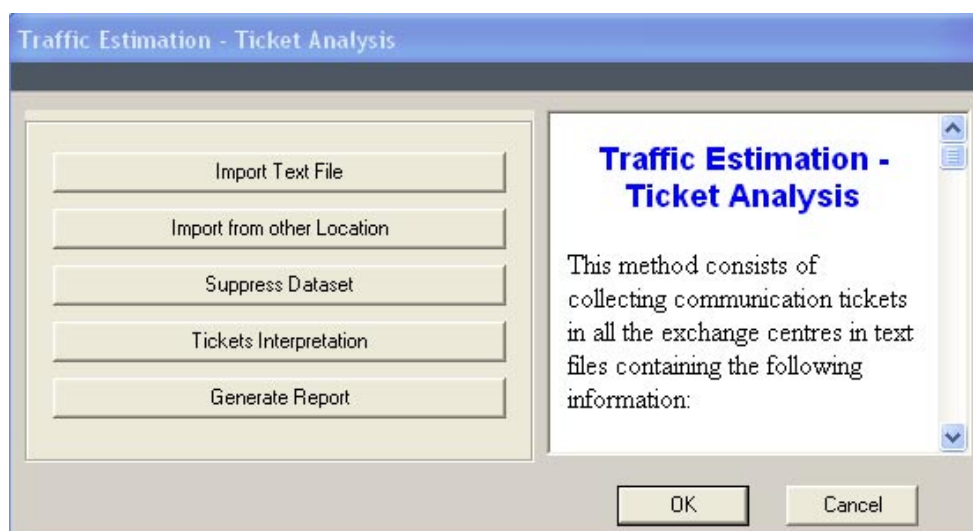 Traffic Estimation - Ticket Analysis
Import Text File
Import from other Location
Suppress Dataset
Tickets Interpretation
Generate Report
Traffic Estimation -
Ticket Analysis
This method consists of
collecting communication tickets
in all the exchange centres in text
files containing the following
information:
OK
Cancel